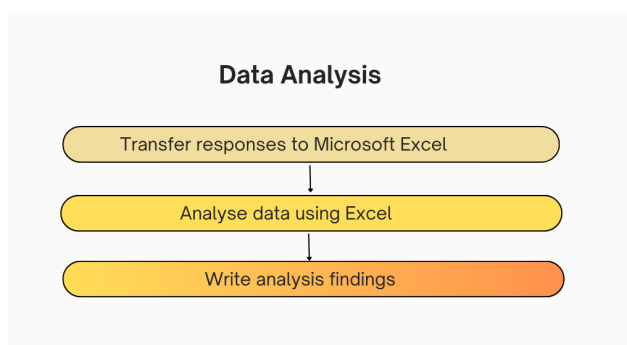 Data Analysis
Transfer responses to Microsoft Excel
Analyse data using Excel
Write analysis findings